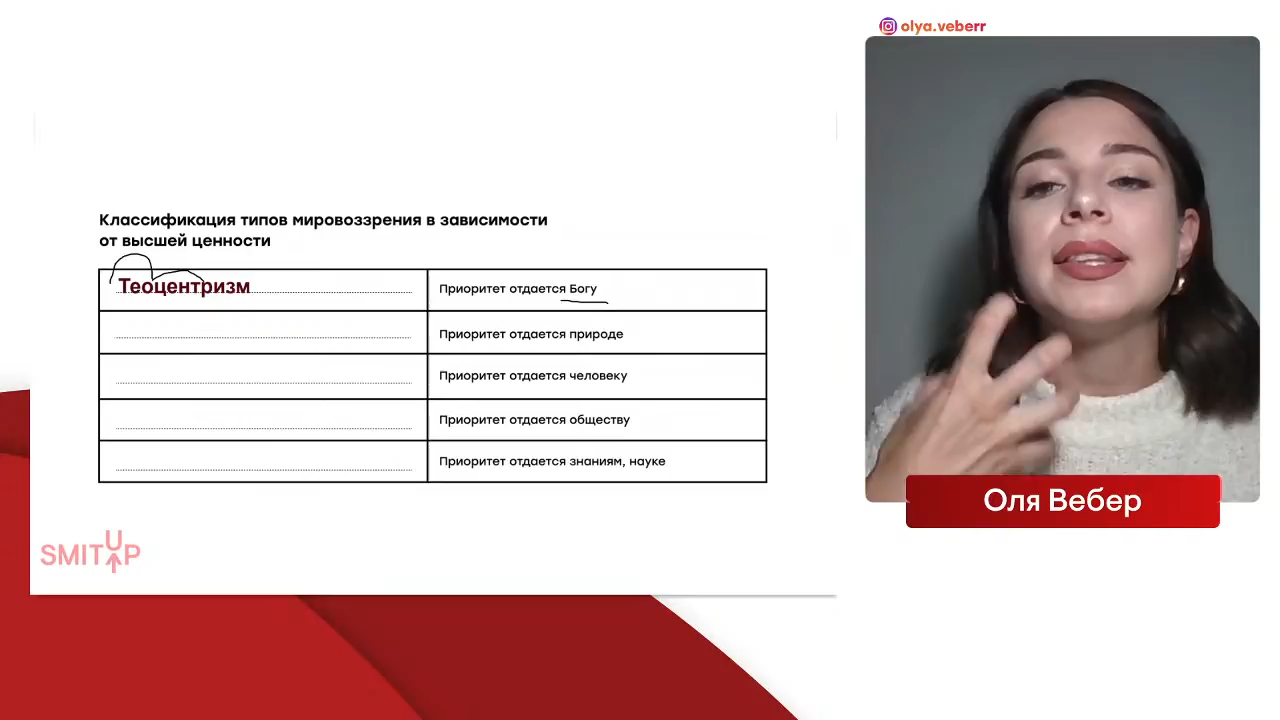 olya.veberr
Классификация типов мировоззрения в зависимости
от высшей ценности
Теоцентризм
Приоритет отдается Богу
Приоритет отдается природе
Приоритет отдается человеку
Приоритет отдается обществу
Приоритет отдается знаниям, науке
Оля Вебер
SMITUP